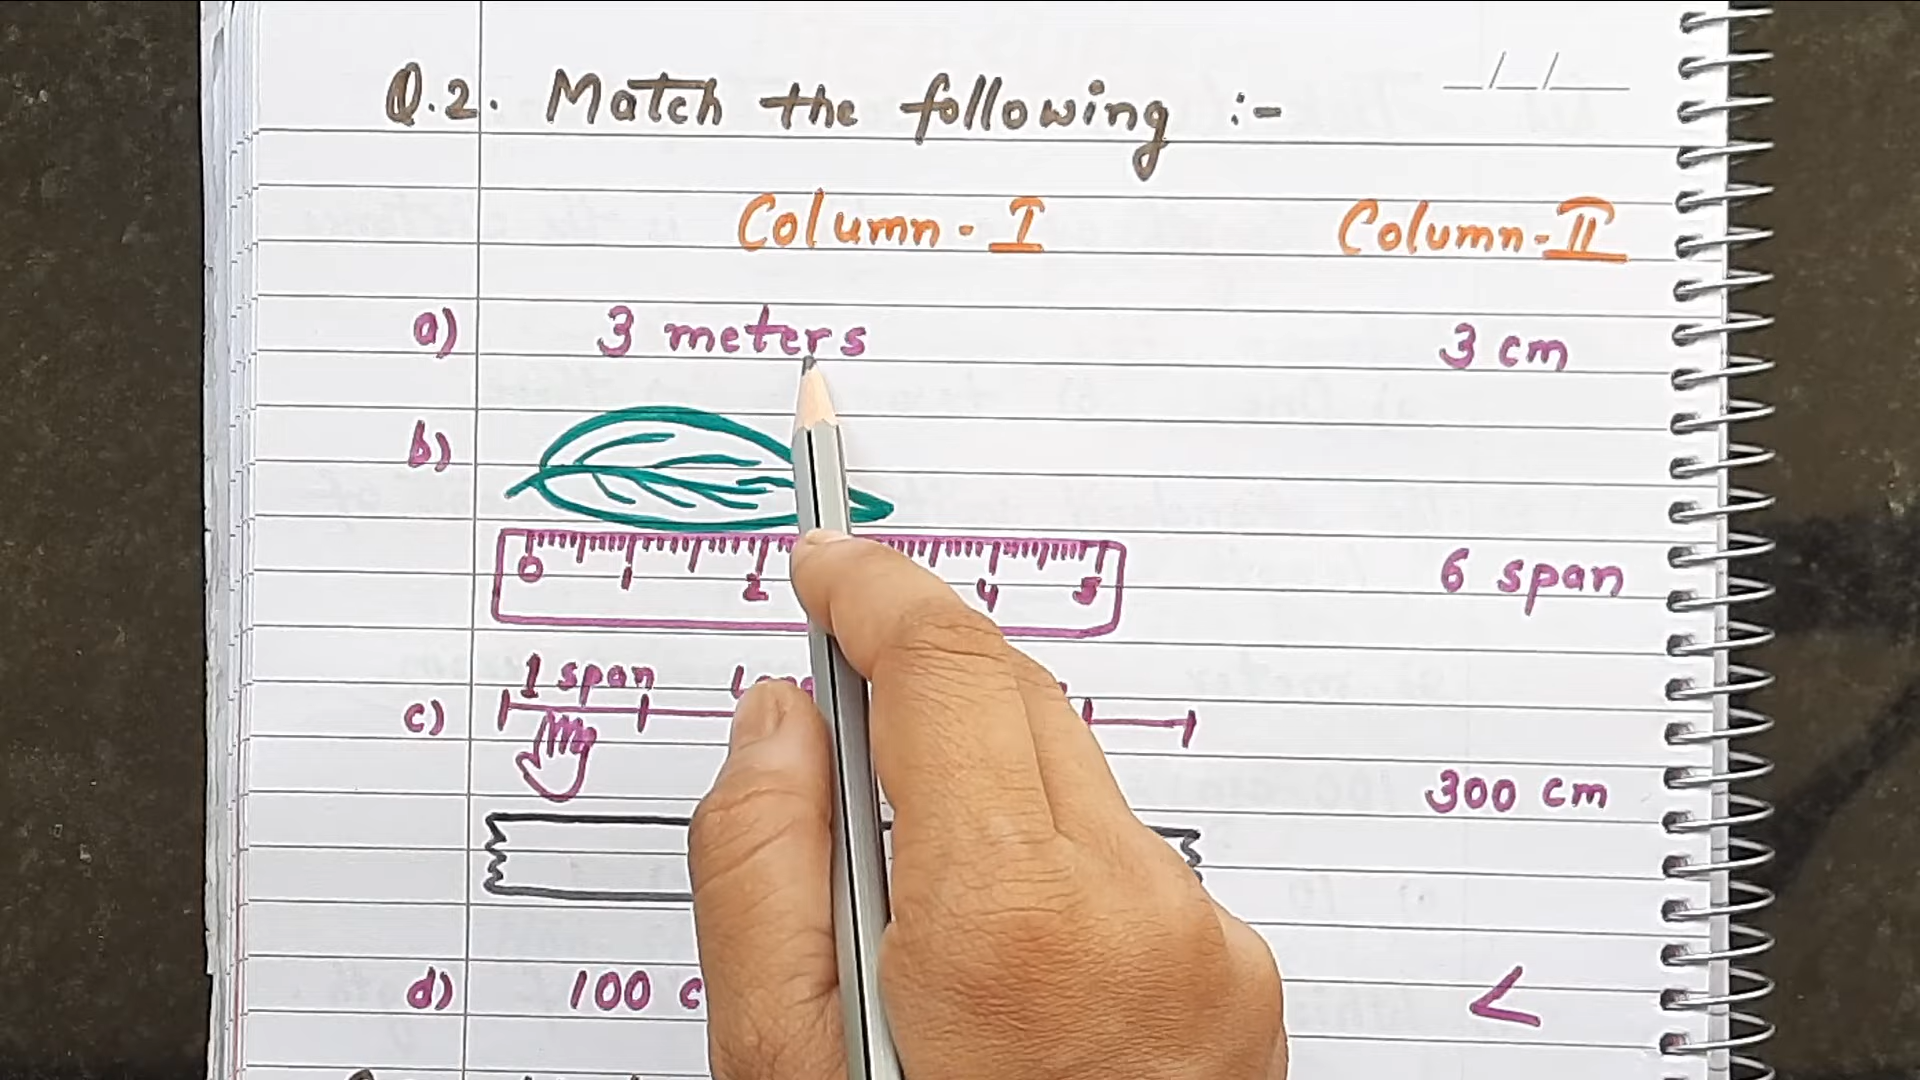 Q.2. Match the following :-
Column-I Column-II
a) 3 meters 3 cm
b)
0 1 2 4 5
6 span
1 span
c)
300 cm
d) 100 c <